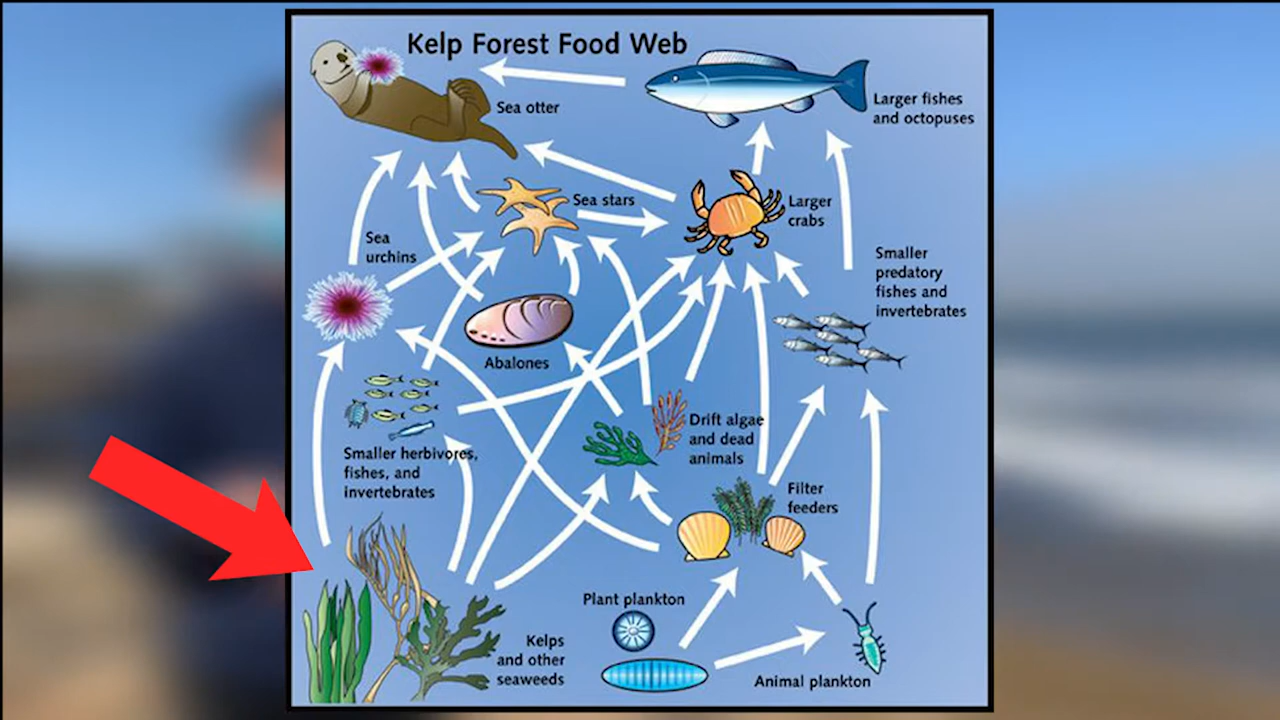 Kelp Forest Food Web
Sea otter
Larger fishes
and octopuses
Sea stars
Larger
crabs
Sea
urchins
Smaller
predatory
fishes and
invertebrates
Abalones
Drift algae
and dead
animals
Smaller herbivores,
fishes, and
invertebrates
Filter
feeders
Plant plankton
Kelps
and other
seaweeds
Animal plankton